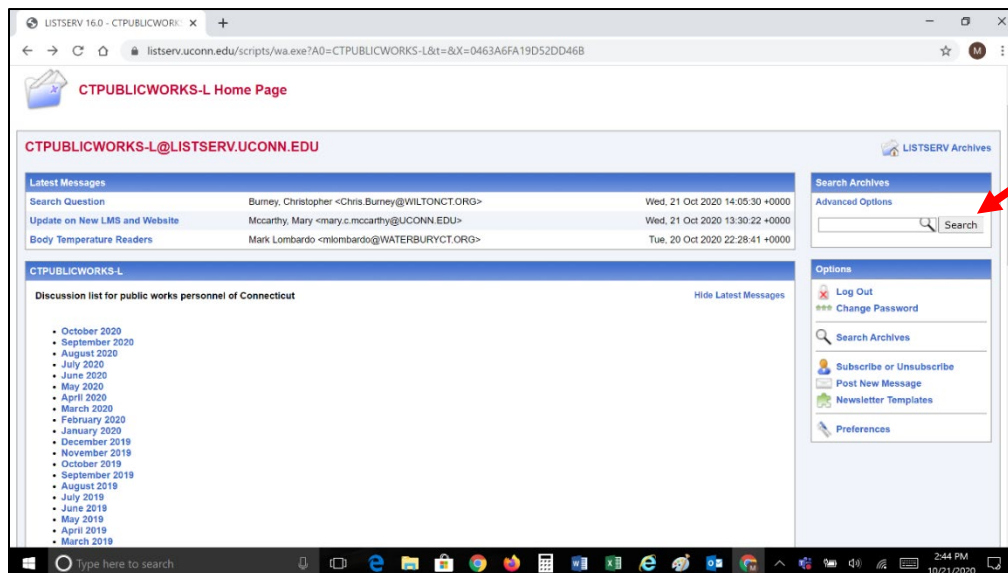 LISTSERV 16.0 - CTPUBLICWORK
listserv.uconn.edu/scripts/wa.exe?A0=CTPUBLICWORKS-L&t=&X=0463A6FA19D52DD46B
M
CTPUBLICWORKS-L Home Page
CTPUBLICWORKS-L@LISTSERV.UCONN.EDU
LISTSERV Archives
Latest Messages
Search Question Burney, Christopher <Chris.Burney@WILTONCT.ORG> Wed, 21 Oct 2020 14:05:30 +0000
Update on New LMS and Website Mccarthy, Mary <mary.c.mccarthy@UCONN.EDU> Wed, 21 Oct 2020 13:30:22 +0000
Body Temperature Readers Mark Lombardo <mlombardo@WATERBURYCT.ORG> Tue, 20 Oct 2020 22:28:41 +0000
Search Archives
Advanced Options
Search
CTPUBLICWORKS-L
Discussion list for public works personnel of Connecticut Hide Latest Messages
October 2020
September 2020
August 2020
July 2020
June 2020
May 2020
April 2020
March 2020
February 2020
January 2020
December 2019
November 2019
October 2019
September 2019
August 2019
July 2019
June 2019
May 2019
April 2019
March 2019
Options
Log Out
Change Password
Search Archives
Subscribe or Unsubscribe
Post New Message
Newsletter Templates
Preferences
Type here to search
2:44 PM
10/21/2020